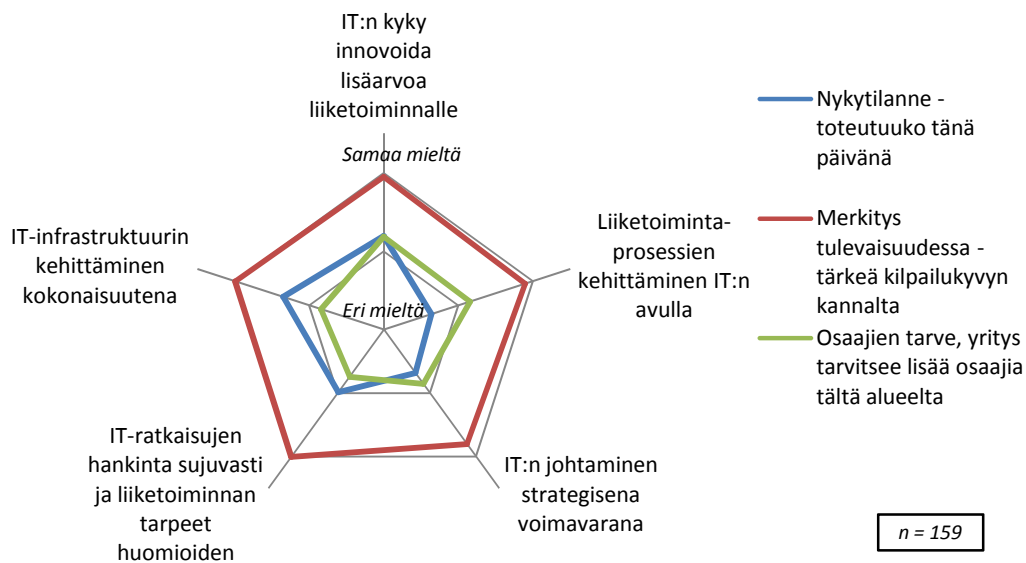 IT:n kyky
innovoida
lisäarvoa
liiketoiminnalle
Samaa mieltä
Eri mieltä
Liiketoiminta-
prosessien
kehittäminen IT:n
avulla
IT:n johtaminen
strategisena
voimavarana
IT-ratkaisujen
hankinta sujuvasti
ja liiketoiminnan
tarpeet
huomioiden
IT-infrastruktuurin
kehittäminen
kokonaisuutena
Nykytilanne -
toteutuuko tänä
päivänä
Merkitys
tulevaisuudessa -
tärkeä kilpailukyvyn
kannalta
Osaajien tarve, yritys
tarvitsee lisää osaajia
tältä alueelta
n = 159